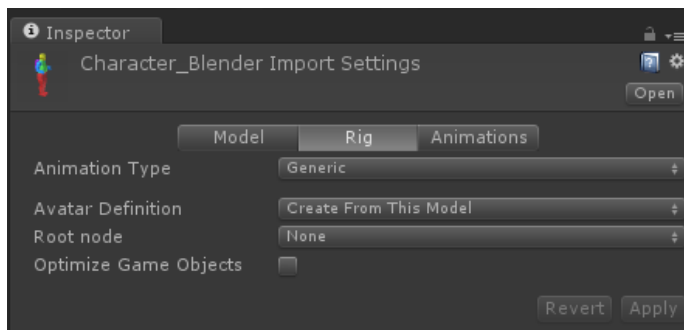 Inspector
Character_Blender Import Settings
Open
Model Rig Animations
Animation Type Generic
Avatar Definition Create From This Model
Root node None
Optimize Game Objects
Revert Apply